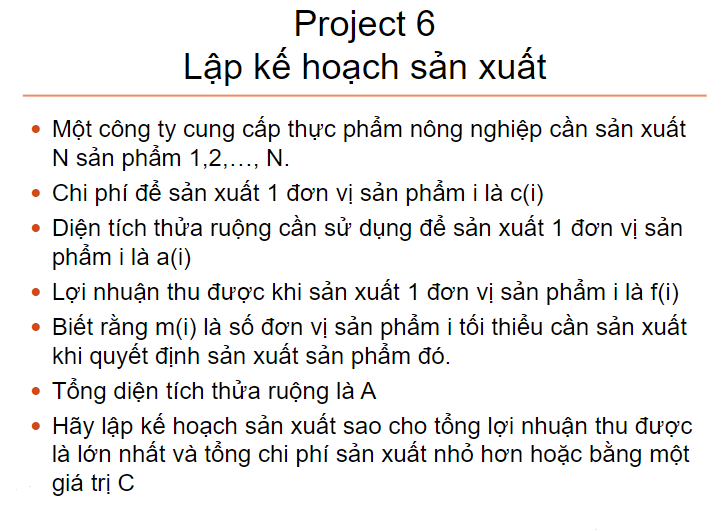 Project 6
Lập kế hoạch sản xuất
• Một công ty cung cấp thực phẩm nông nghiệp cần sản xuất
N sản phẩm 1,2,…, N.
• Chi phí để sản xuất 1 đơn vị sản phẩm i là c(i)
• Diện tích thửa ruộng cần sử dụng để sản xuất 1 đơn vị sản
phẩm i là a(i)
• Lợi nhuận thu được khi sản xuất 1 đơn vị sản phẩm i là f(i)
• Biết rằng m(i) là số đơn vị sản phẩm i tối thiểu cần sản xuất
khi quyết định sản xuất sản phẩm đó.
• Tổng diện tích thửa ruộng là A
• Hãy lập kế hoạch sản xuất sao cho tổng lợi nhuận thu được
là lớn nhất và tổng chi phí sản xuất nhỏ hơn hoặc bằng một
giá trị C